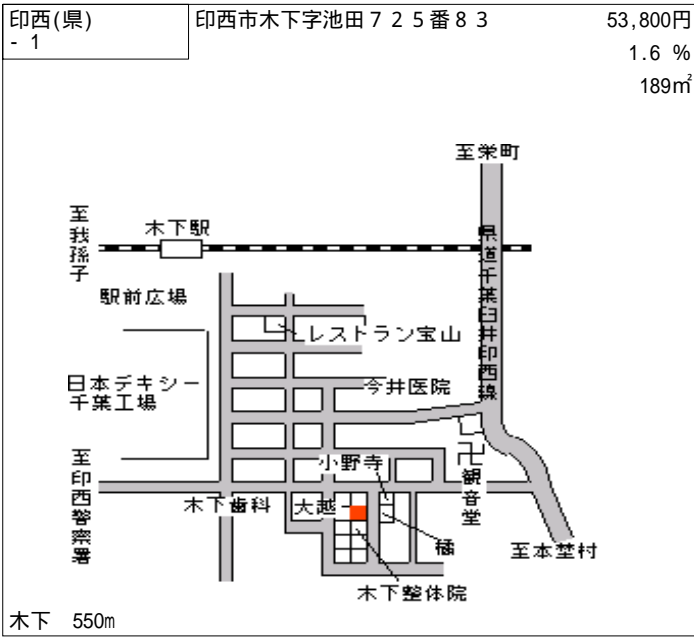 印西(県)
- 1
印西市木下字池田７２５番８３
53,800円
1.6 %
189㎡
至栄町
至我孫子
木下駅
県道千葉臼井印西線
駅前広場
レストラン宝山
日本デキシー
千葉工場
今井医院
至印西警察署
小野寺
観音堂
木下歯科
大越
橘
至本埜村
木下整体院
木下　550m